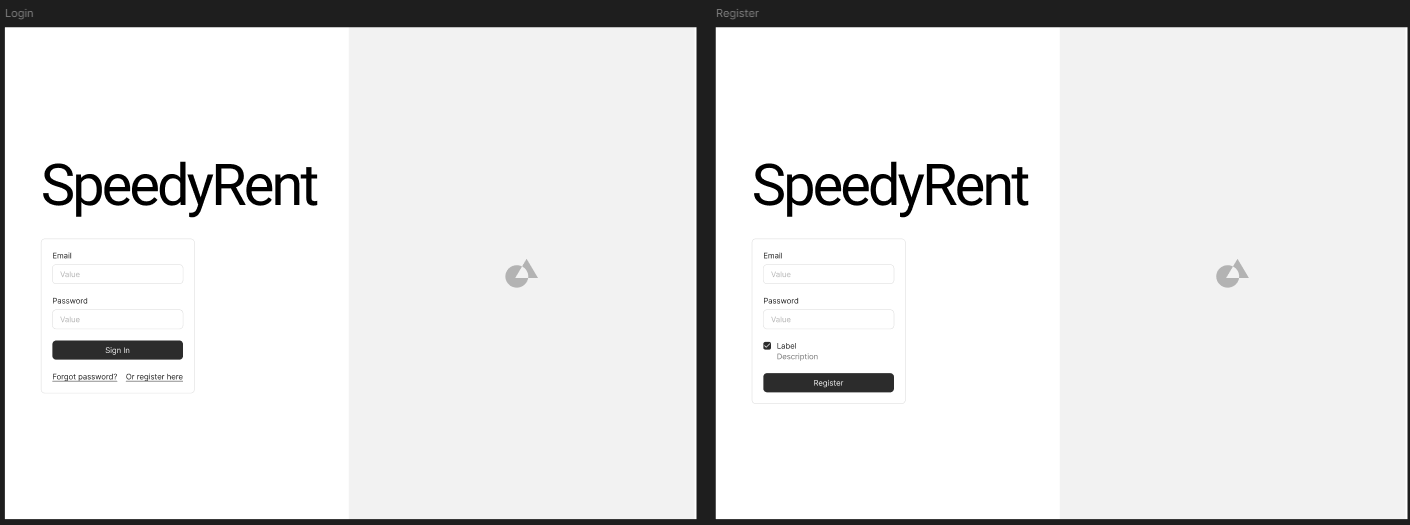 Login
SpeedyRent
Email
Value
Password
Value
Sign In
Forgot password? Or register here
Register
SpeedyRent
Email
Value
Password
Value
Label
Description
Register